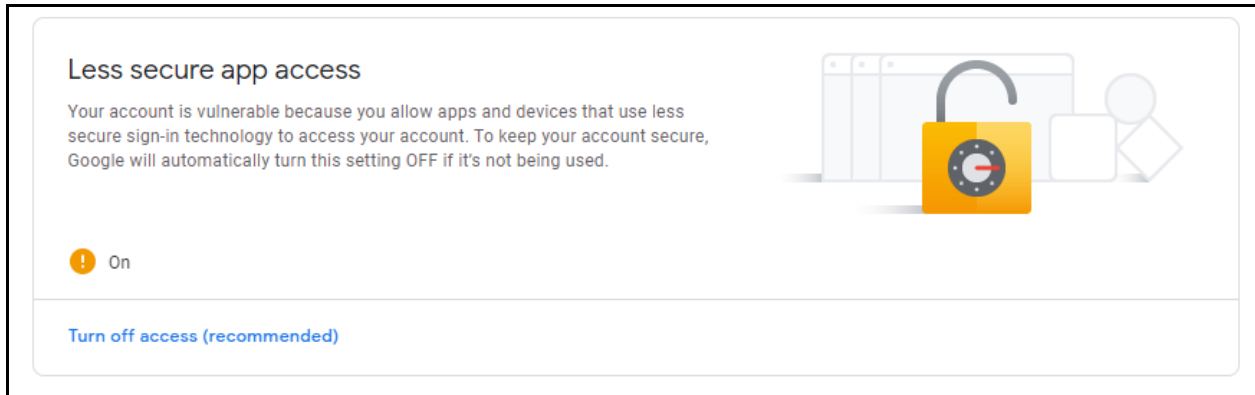 Less secure app access
Your account is vulnerable because you allow apps and devices that use less
secure sign-in technology to access your account. To keep your account secure,
Google will automatically turn this setting OFF if it's not being used.
On
Turn off access (recommended)